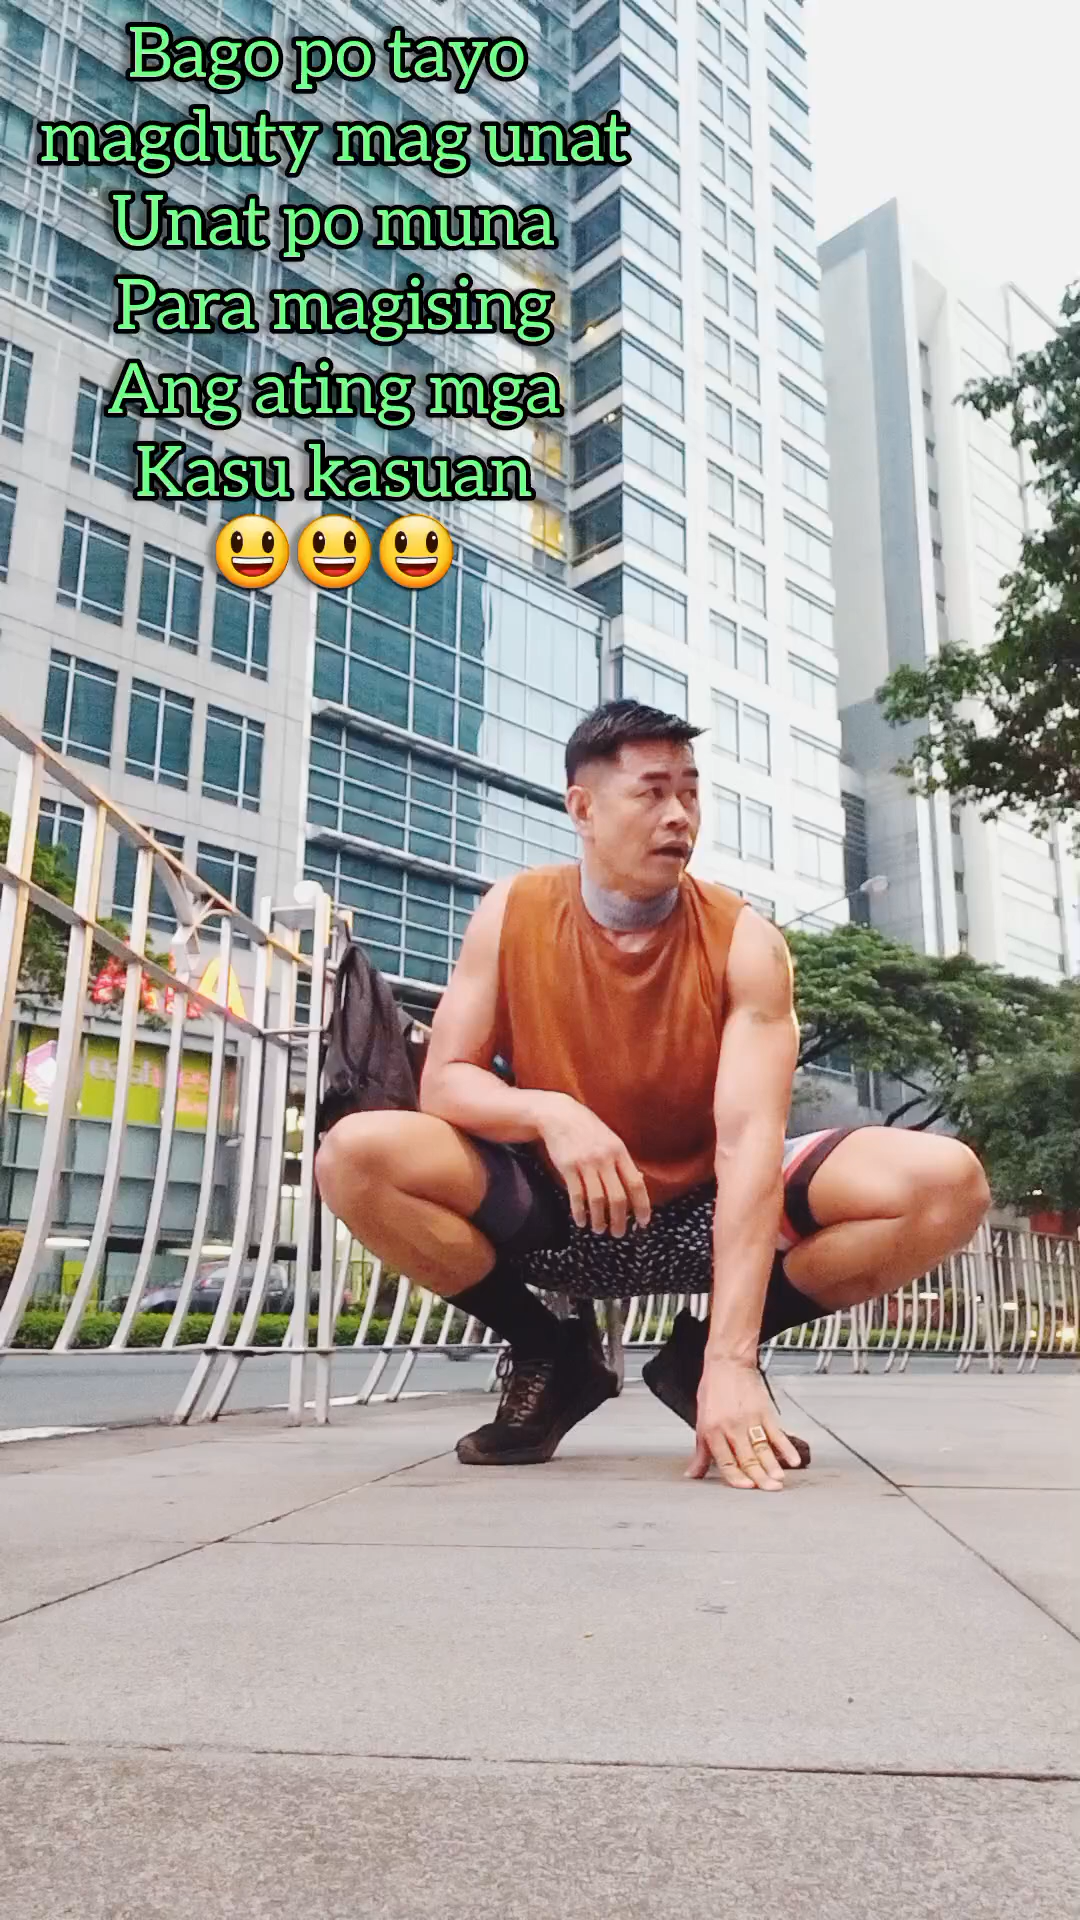 Bago po tayo
magduty mag unat
Unat po muna
Para magising
Ang ating mga
Kasu kasuan
😃😃😃